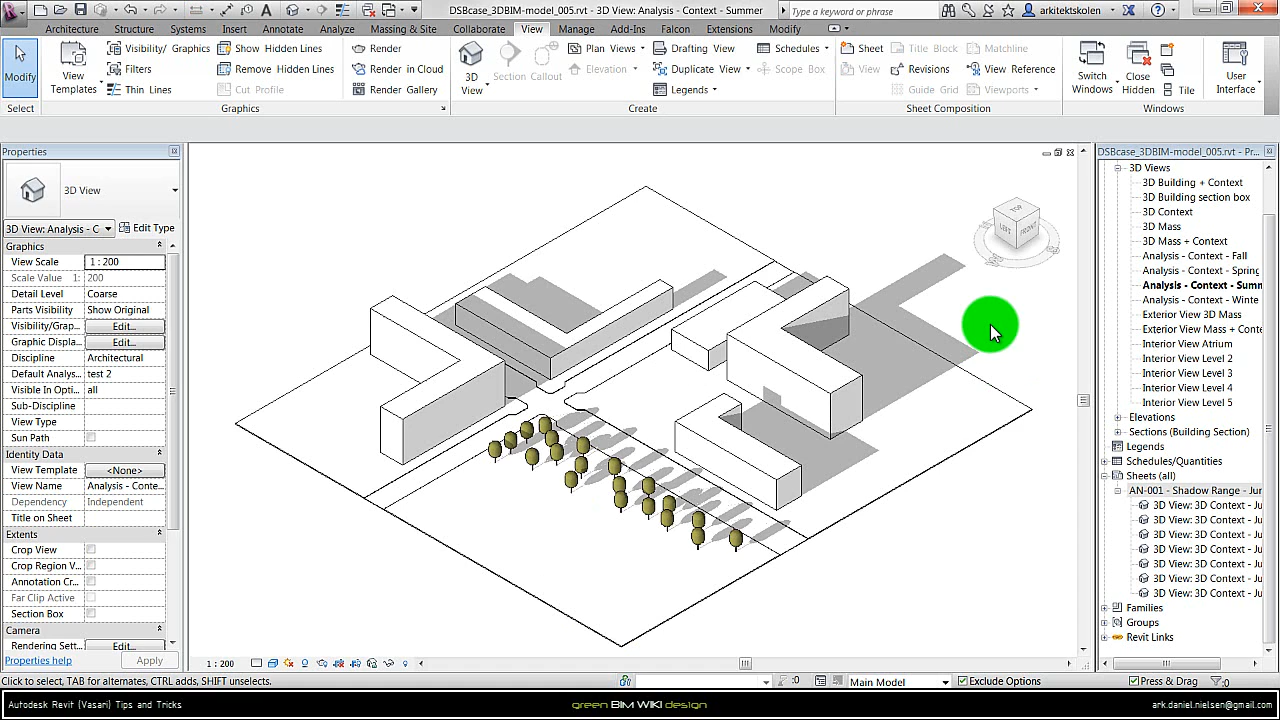 DSBcase_3DBIM-model_005.rvt - 3D View: Analysis - Context - Summer
Type a keyword or phrase
arkitektskolen
Architecture Structure Systems Insert Annotate Analyze Massing & Site Collaborate View Manage Add-Ins Falcon Extensions Modify
Modify
View
Templates
Visibility/ Graphics
Filters
Thin Lines
Show Hidden Lines
Remove Hidden Lines
Cut Profile
Render
Render in Cloud
Render Gallery
3D
View
Section
Callout
Plan Views
Elevation
Drafting View
Duplicate View
Legends
Schedules
Scope Box
Sheet
View
Title Block
Revisions
Guide Grid
Matchline
View Reference
Viewports
Switch
Windows
Close
Hidden
Tile
User
Interface
Select
Graphics
Create
Sheet Composition
Windows
Properties
3D View
3D View: Analysis - C
Edit Type
Graphics
View Scale 1 : 200
Scale Value 1: 200
Detail Level Coarse
Parts Visibility Show Original
Visibility/Grap... Edit...
Graphic Displa... Edit...
Discipline Architectural
Default Analys... test 2
Visible In Opti... all
Sub-Discipline
View Type
Sun Path
Identity Data
View Template <None>
View Name Analysis - Conte...
Dependency Independent
Title on Sheet
Extents
Crop View
Crop Region V...
Annotation Cr...
Far Clip Active
Section Box
Camera
Rendering Sett... Edit...
Properties help
Apply
TOP
LEFT
FRONT
DSBcase_3DBIM-model_005.rvt - Pr...
3D Views
3D Building + Context
3D Building section box
3D Context
3D Mass
3D Mass + Context
Analysis - Context - Fall
Analysis - Context - Spring
Analysis - Context - Summ
Analysis - Context - Winte
Exterior View 3D Mass
Exterior View Mass + Conte
Interior View Atrium
Interior View Level 2
Interior View Level 3
Interior View Level 4
Interior View Level 5
Elevations
Sections (Building Section)
Legends
Schedules/Quantities
Sheets (all)
AN-001 - Shadow Range - Jun
3D View: 3D Context - Ju
3D View: 3D Context - Ju
3D View: 3D Context - Ju
3D View: 3D Context - Ju
3D View: 3D Context - Ju
3D View: 3D Context - Ju
3D View: 3D Context - Ju
Families
Groups
Revit Links
1 : 200
Click to select, TAB for alternates, CTRL adds, SHIFT unselects.
:0
Main Model
Exclude Options
Press & Drag
:0
Autodesk Revit (Vasari) Tips and Tricks
green BIM WIKI design
ark.daniel.nielsen@gmail.com